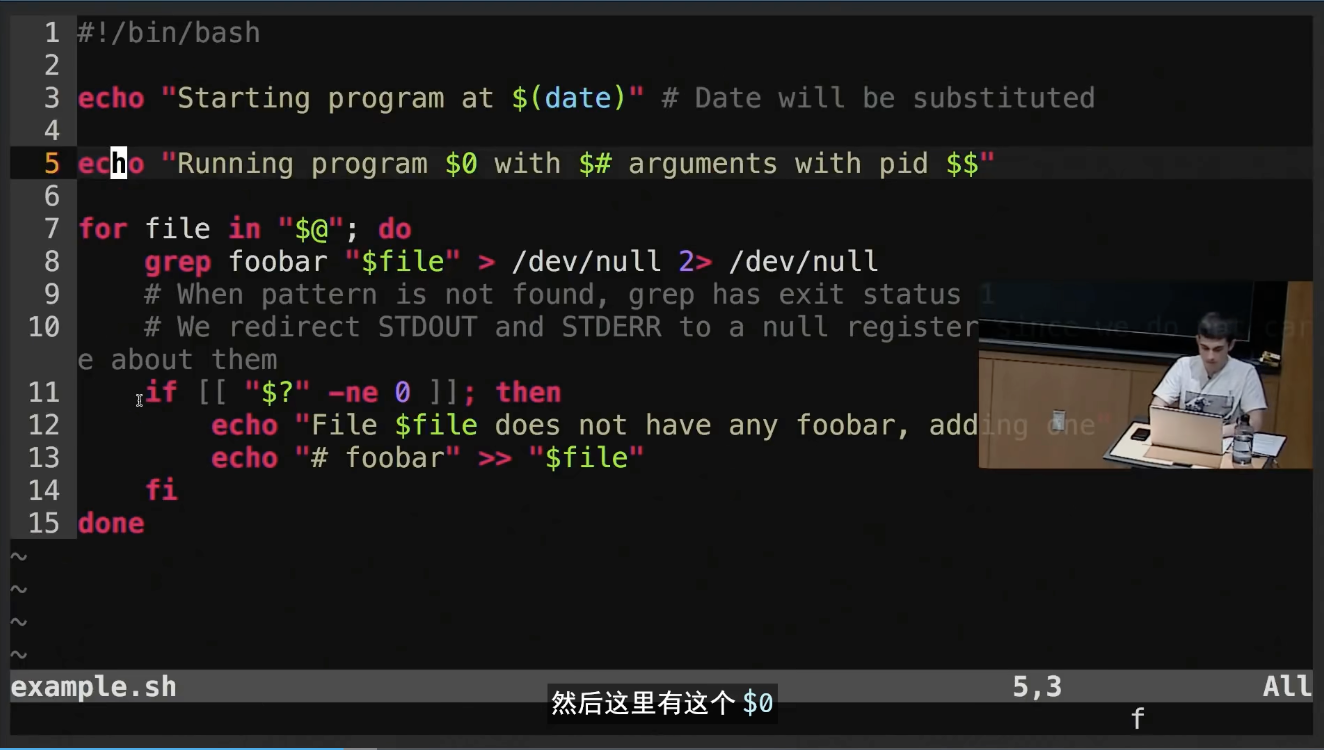 1 #!/bin/bash
2
3 echo "Starting program at $(date)" # Date will be substituted
4
5 echo "Running program $0 with $# arguments with pid $$"
6
7 for file in "$@"; do
8     grep foobar "$file" > /dev/null 2> /dev/null
9     # When pattern is not found, grep has exit status 1
10     # We redirect STDOUT and STDERR to a null register since we do not car
e about them
11     if [[ "$?" -ne 0 ]]; then
12         echo "File $file does not have any foobar, adding one"
13         echo "# foobar" >> "$file"
14     fi
15 done
~
~
~
~
example.sh 5,3 All
然后这里有这个 $0
f